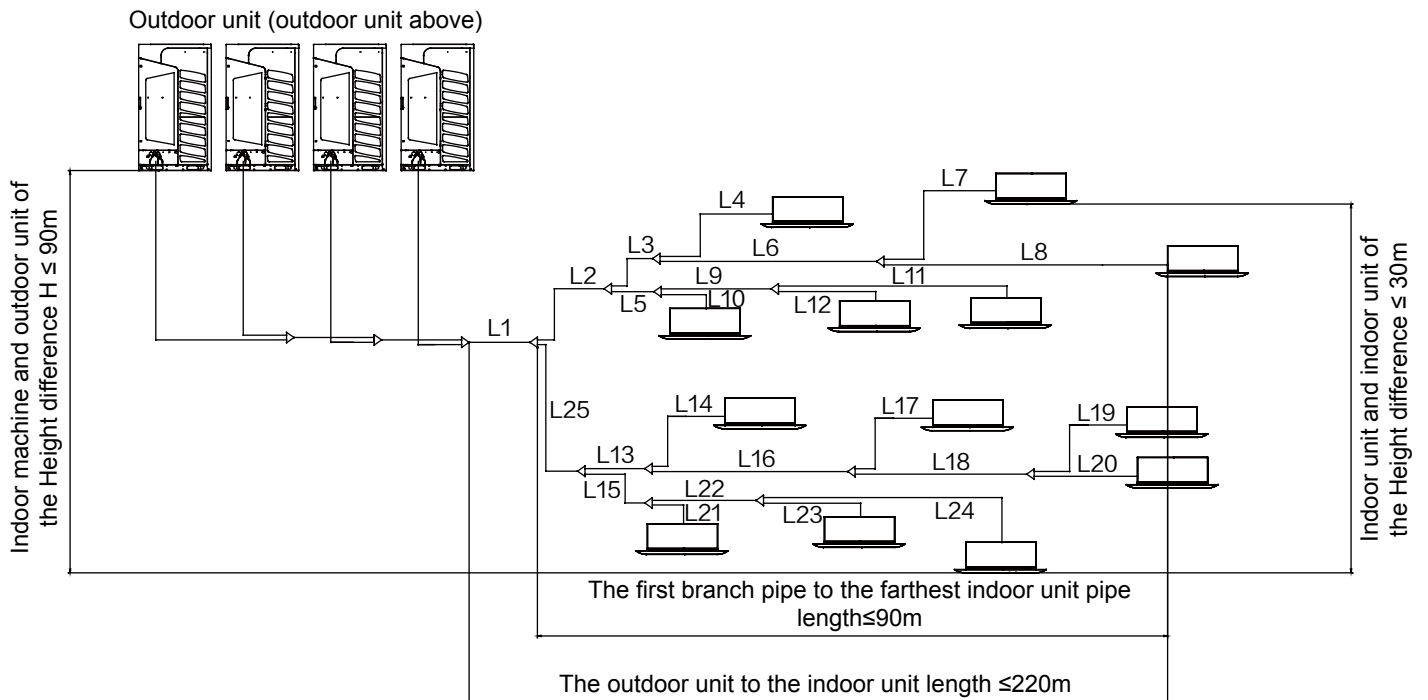 Outdoor unit (outdoor unit above)
Indoor machine and outdoor unit of
the Height difference H ≤ 90m
L7
L4
L3
L6
L8
L2
L9
L11
L5
L10
L12
L1
L25
L14
L17
L19
L13
L16
L18
L20
L15
L22
L21
L23
L24
Indoor unit and indoor unit of
the Height difference ≤ 30m
The first branch pipe to the farthest indoor unit pipe
length≤90m
The outdoor unit to the indoor unit length ≤220m